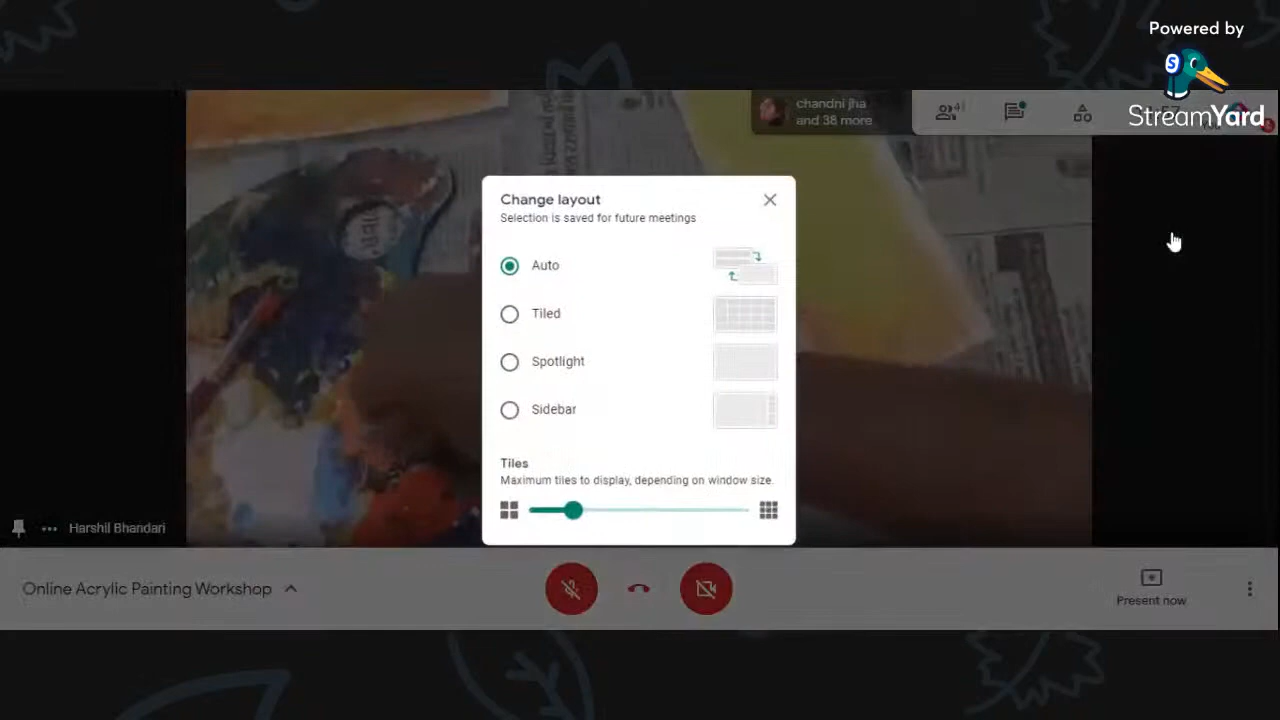 Powered by
StreamYard
chandni jha
and 38 more
Change layout
Selection is saved for future meetings
Auto
Tiled
Spotlight
Sidebar
Tiles
Maximum tiles to display, depending on window size.
Harshil Bhandari
Online Acrylic Painting Workshop
Present now